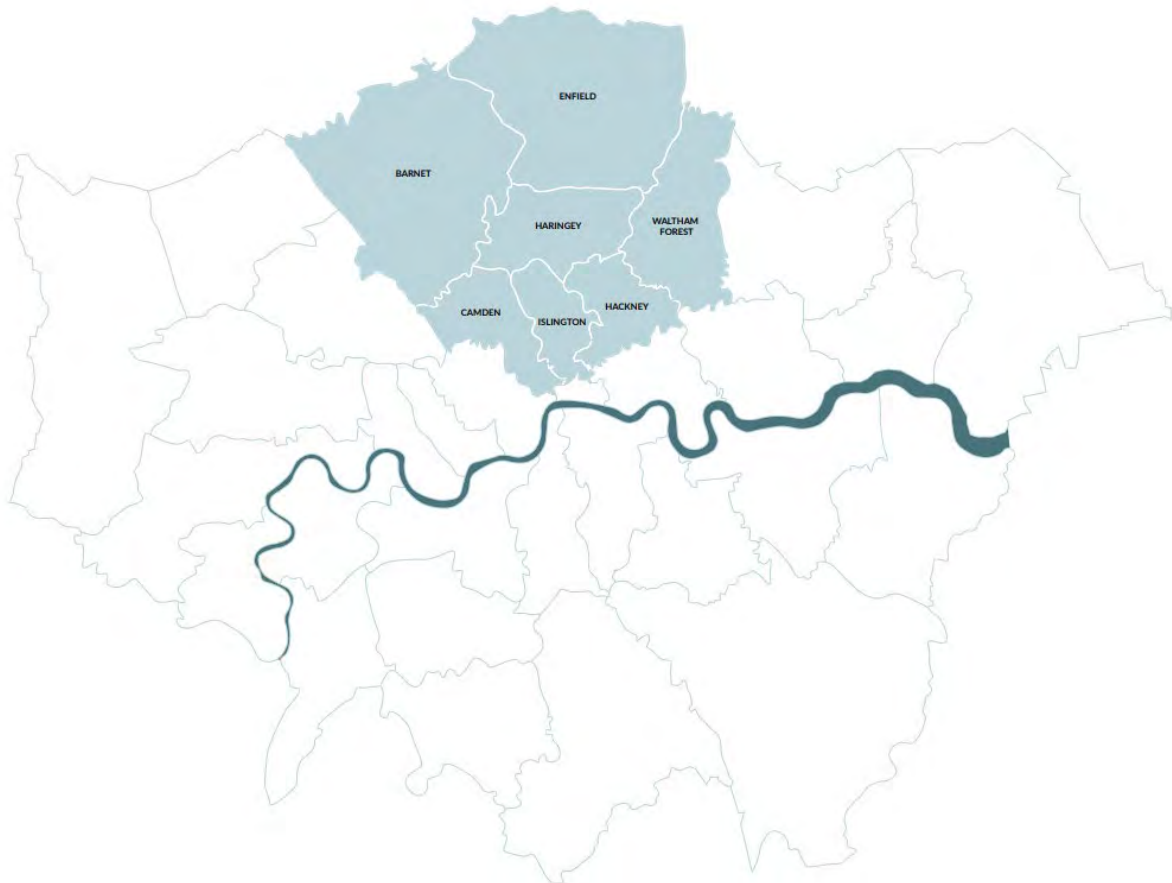 ENFIELD
BARNET
WALTHAM
FOREST
HARINGEY
HACKNEY
CAMDEN
ISLINGTON